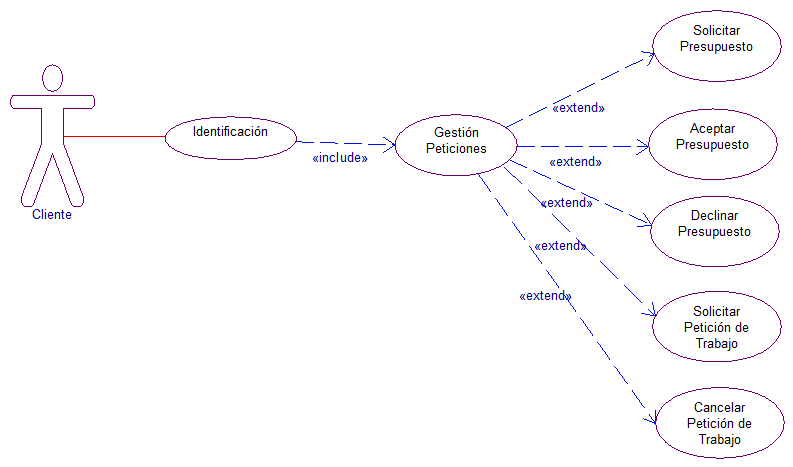 Cliente
Identificación
«include»
Gestión
Peticiones
«extend»
«extend»
«extend»
«extend»
«extend»
Solicitar
Presupuesto
Aceptar
Presupuesto
Declinar
Presupuesto
Solicitar
Petición de
Trabajo
Cancelar
Petición de
Trabajo